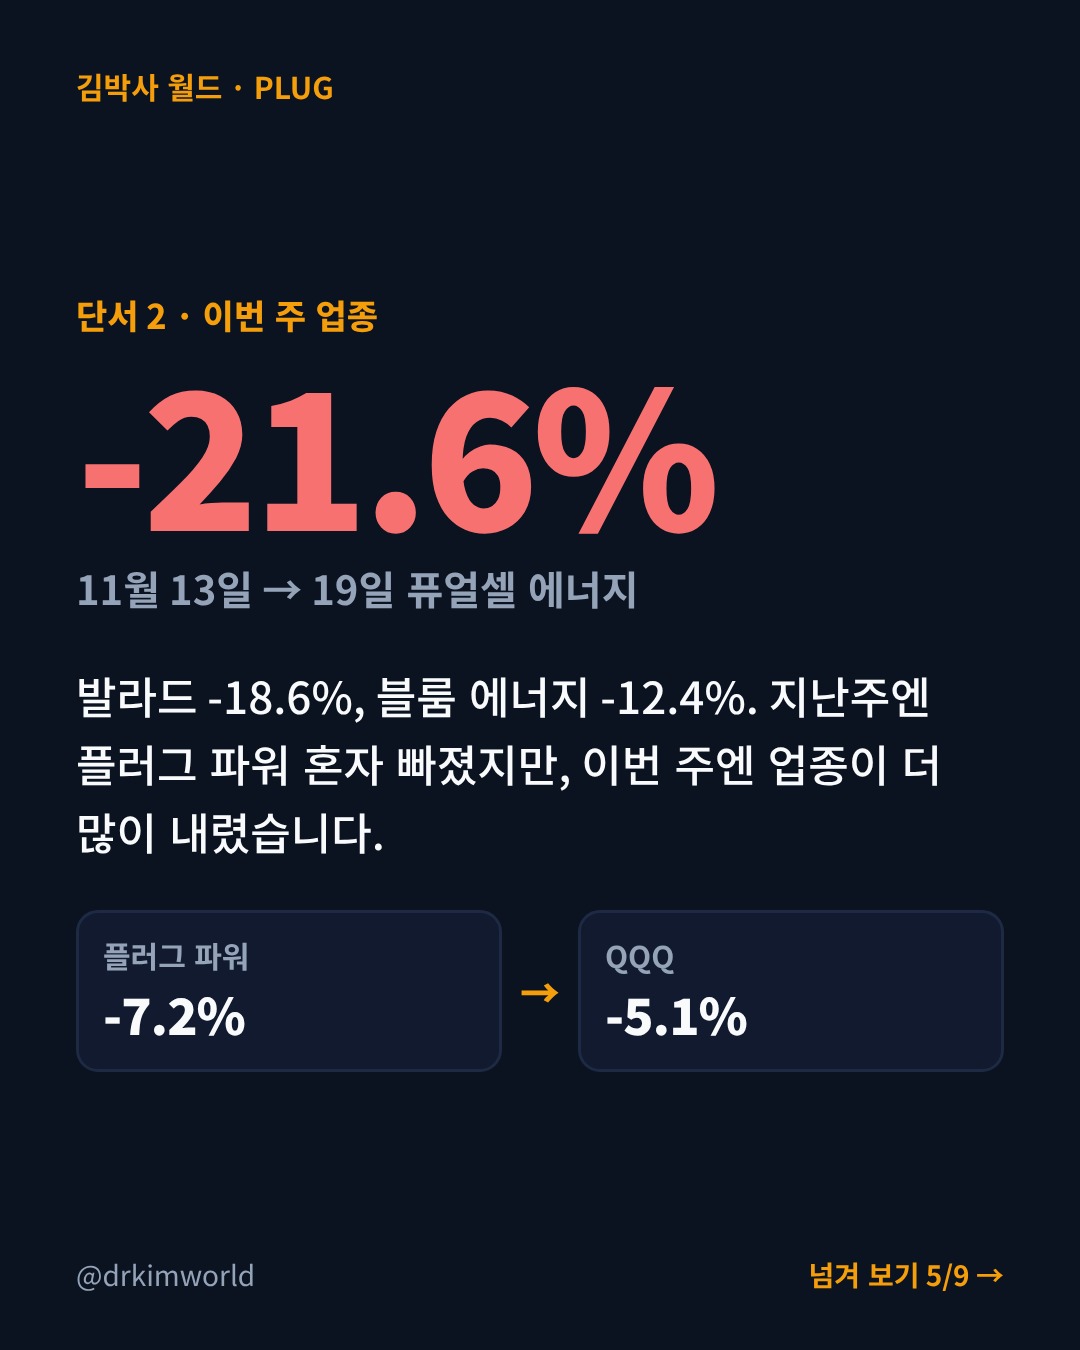 김박사 월드 · PLUG
단서 2 · 이번 주 업종
-21.6%
11월 13일 → 19일 퓨얼셀 에너지
발라드 -18.6%, 블룸 에너지 -12.4%. 지난주엔
플러그 파워 혼자 빠졌지만, 이번 주엔 업종이 더
많이 내렸습니다.
플러그 파워
-7.2%
→
QQQ
-5.1%
@drkimworld
넘겨 보기 5/9 →